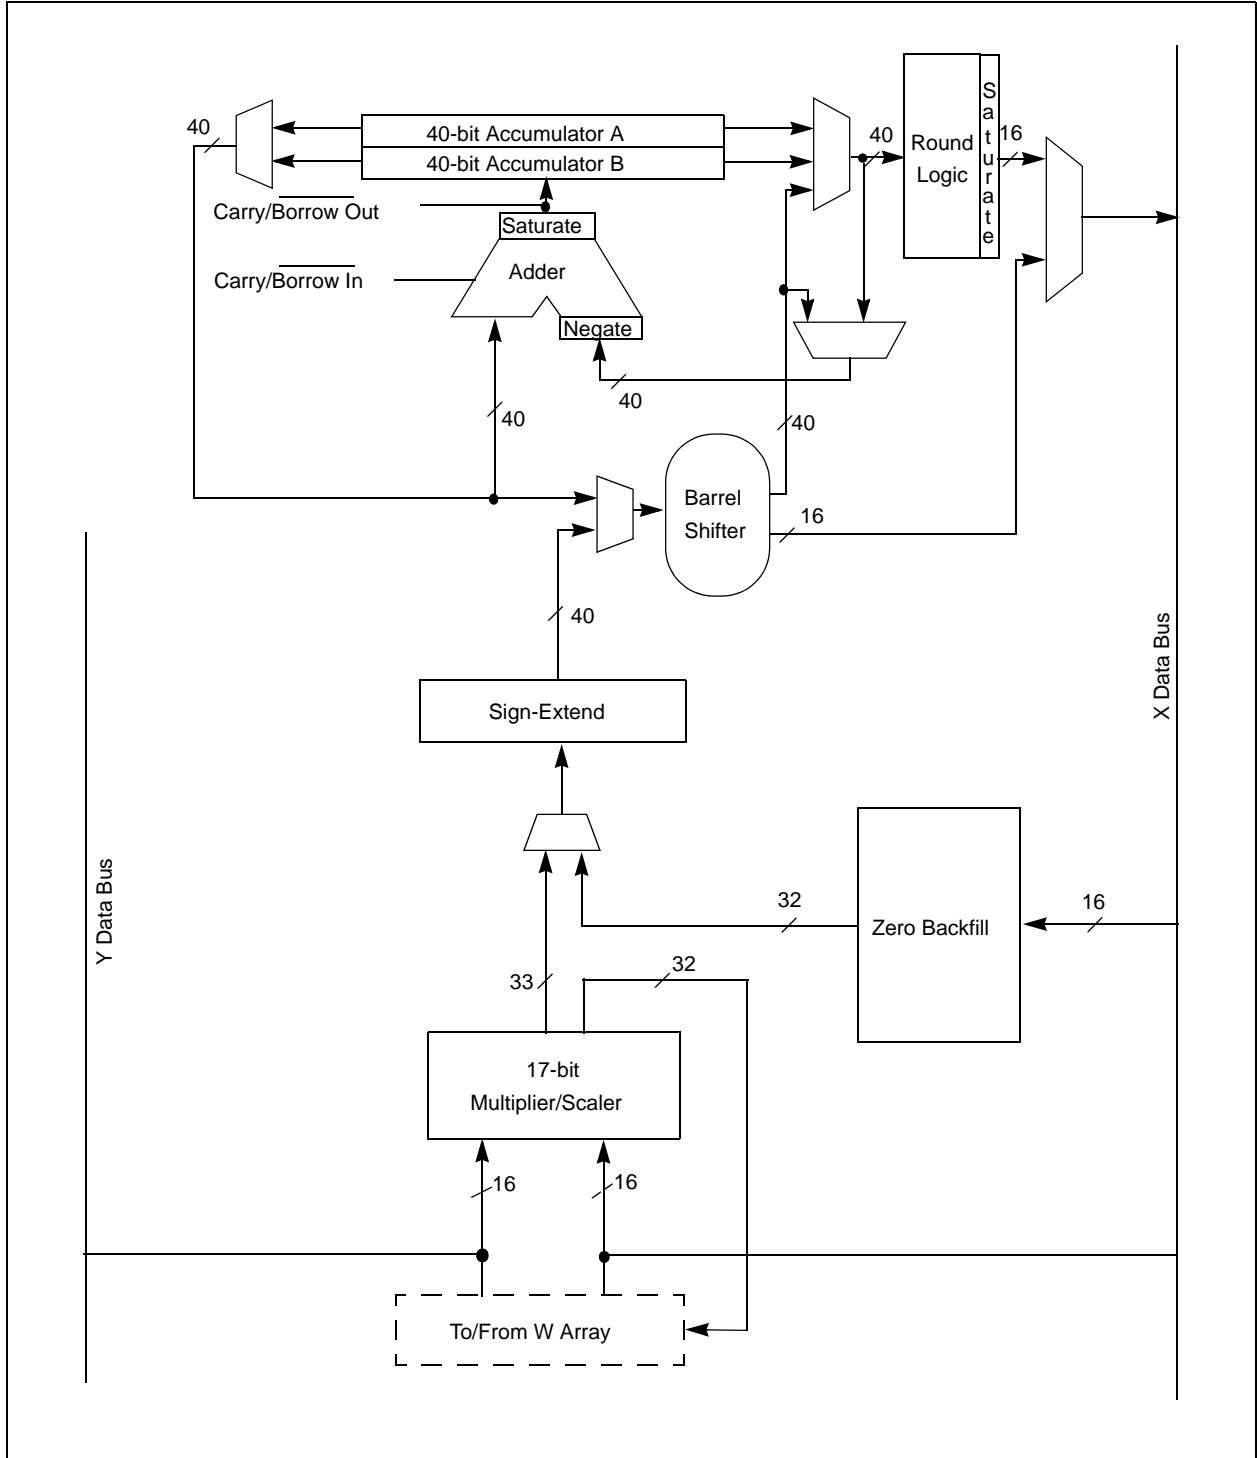 40
40-bit Accumulator A
40-bit Accumulator B
Carry/Borrow Out
Saturate
Carry/Borrow In
Adder
Negate
40
Round
Logic
Saturate
16
40
40
40
Barrel
Shifter
16
40
Sign-Extend
X Data Bus
Y Data Bus
32
Zero Backfill
16
33
32
17-bit
Multiplier/Scaler
16
16
To/From W Array